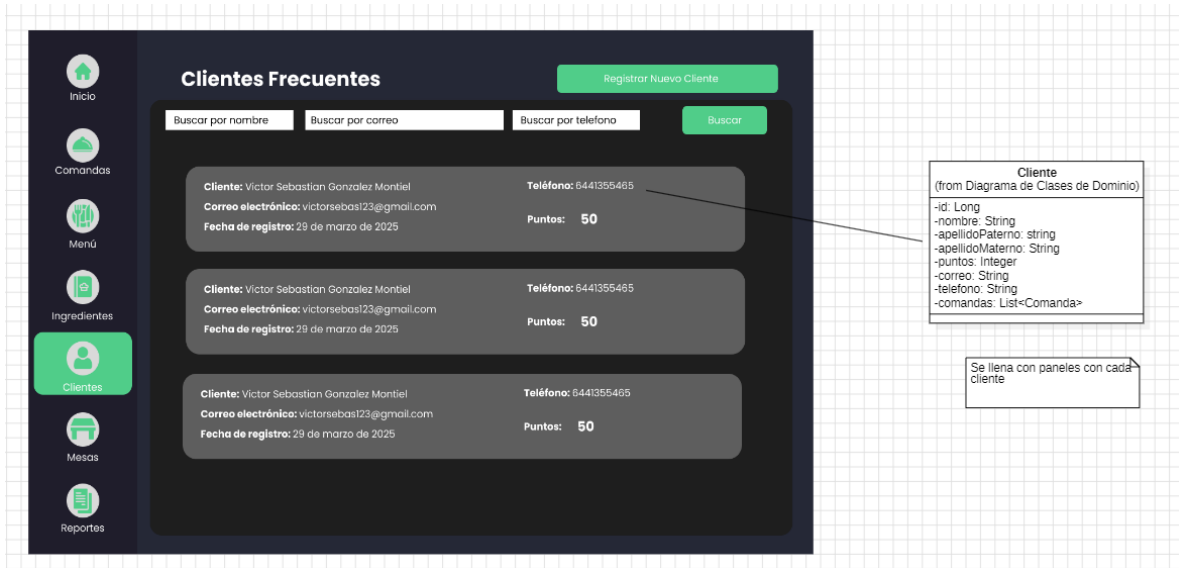 Inicio
Comandas
Menú
Ingredientes
Clientes
Mesas
Reportes
Clientes Frecuentes
Registrar Nuevo Cliente
Buscar por nombre
Buscar por correo
Buscar por telefono
Buscar
Cliente: Victor Sebastian Gonzalez Montiel
Teléfono: 6441355465
Correo electrónico: victorsebas123@gmail.com
Puntos: 50
Fecha de registro: 29 de marzo de 2025
Cliente: Victor Sebastian Gonzalez Montiel
Teléfono: 6441355465
Correo electrónico: victorsebas123@gmail.com
Puntos: 50
Fecha de registro: 29 de marzo de 2025
Cliente: Victor Sebastian Gonzalez Montiel
Teléfono: 6441355465
Correo electrónico: victorsebas123@gmail.com
Puntos: 50
Fecha de registro: 29 de marzo de 2025
Cliente
(from Diagrama de Clases de Dominio)
-id: Long
-nombre: String
-apellidoPaterno: string
-apellidoMaterno: String
-puntos: Integer
-correo: String
-telefono: String
-comandas: List<Comanda>
Se llena con paneles con cada
cliente